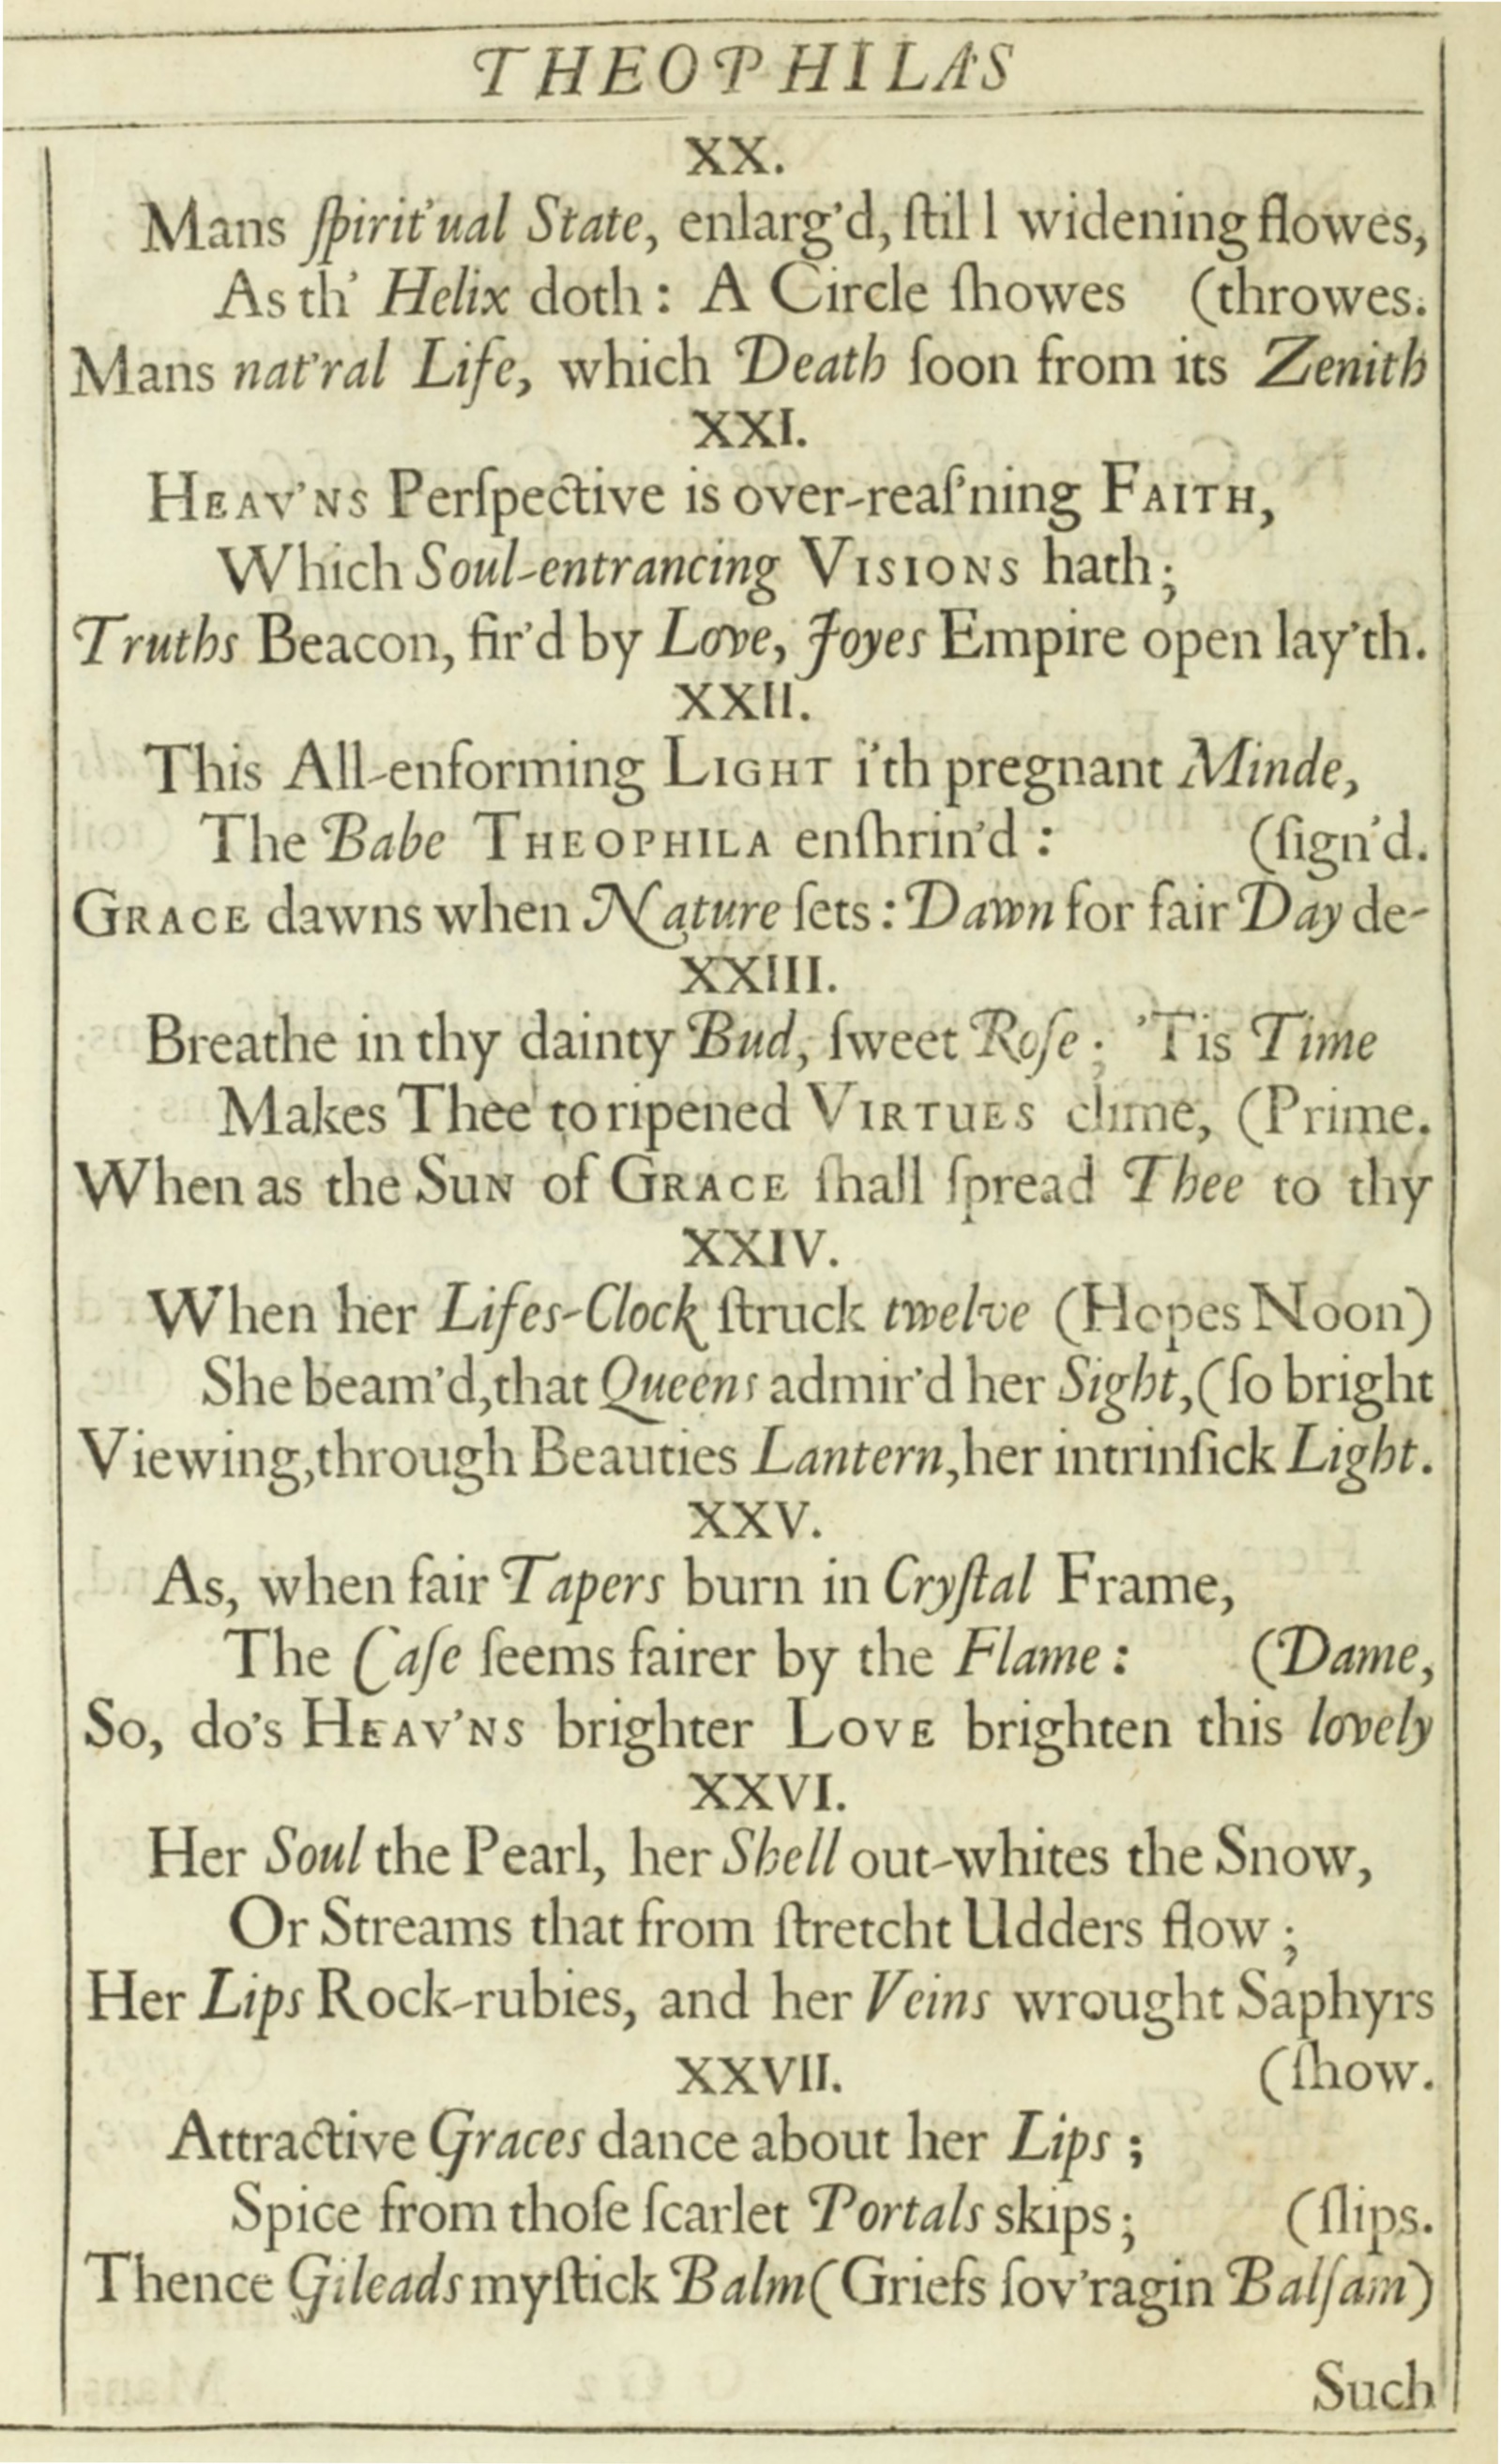 THEOPHILA'S
XX.
Mans ſpirit'ual State, enlarg'd, ſtill widening flowes,
As th' Helix doth: A Circle ſhowes (throwes.
Mans nat'ral Life, which Death ſoon from its Zenith
XXI.
HEAV'NS Perſpective is over-reaſ'ning FAITH,
Which Soul-entrancing VISIONS hath;
Truths Beacon, fir'd by Love, Joyes Empire open lay'th.
XXII.
This All-enforming LIGHT i'th pregnant Minde,
The Babe THEOPHILA enſhrin'd: (ſign'd.
GRACE dawns when Nature ſets: Dawn for fair Day de-
XXIII.
Breathe in thy dainty Bud, ſweet Roſe; 'Tis Time
Makes Thee to ripened VIRTUES clime, (Prime.
When as the SUN of GRACE ſhall ſpread Thee to thy
XXIV.
When her Lifes-Clock ſtruck twelve (Hopes Noon)
She beam'd, that Queens admir'd her Sight, (ſo bright
Viewing, through Beauties Lantern, her intrinſick Light.
XXV.
As, when fair Tapers burn in Cryſtal Frame,
The Caſe ſeems fairer by the Flame: (Dame,
So, do's HEAV'NS brighter LOVE brighten this lovely
XXVI.
Her Soul the Pearl, her Shell out-whites the Snow,
Or Streams that from ſtretcht Udders flow;
Her Lips Rock-rubies, and her Veins wrought Saphyrs
XXVII. (ſhow.
Attractive Graces dance about her Lips;
Spice from thoſe ſcarlet Portals skips; (ſlips.
Thence Gileads myſtick Balm (Griefs ſov'ragin Balſam)
Such